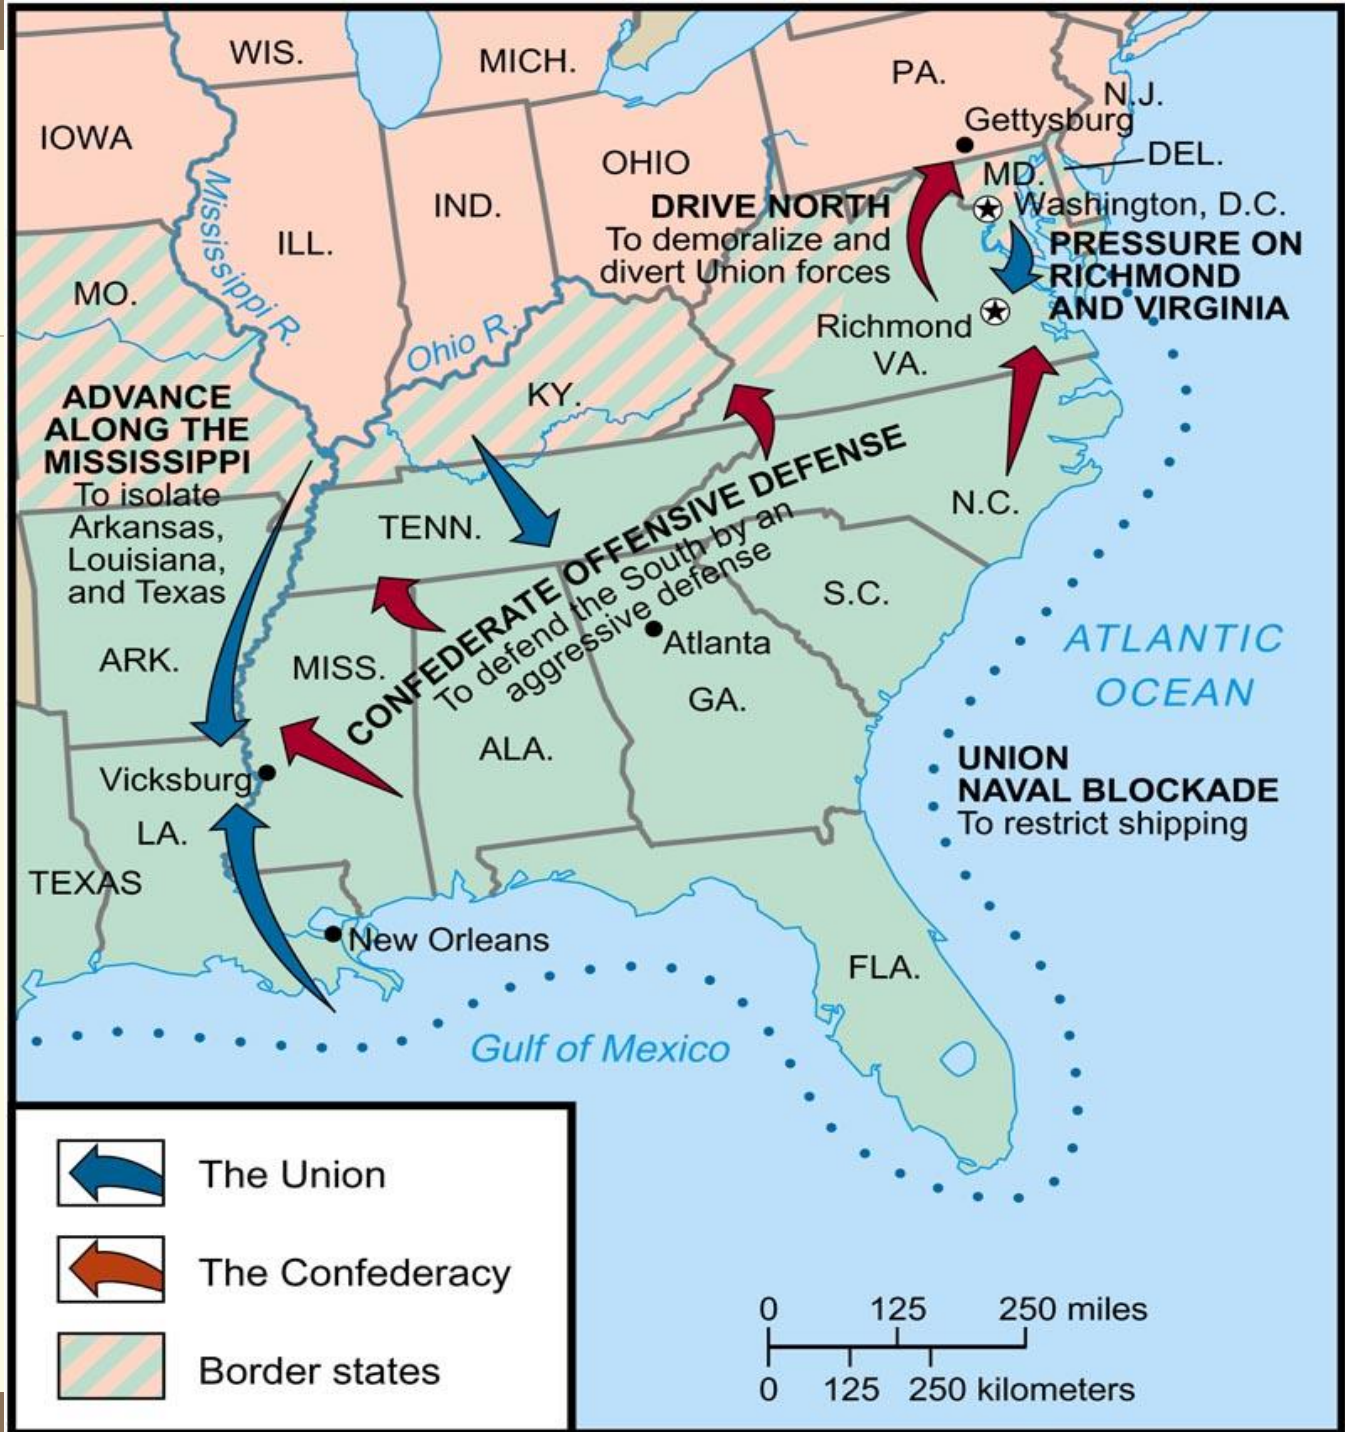 WIS.
MICH.
PA.
N.J.
IOWA
Gettysburg
OHIO
DEL.
MD.
IND.
DRIVE NORTH
To demoralize and
divert Union forces
Washington, D.C.
PRESSURE ON
RICHMOND
AND VIRGINIA
ILL.
Mississippi R.
MO.
Ohio R.
Richmond
VA.
KY.
ADVANCE
ALONG THE
MISSISSIPPI
To isolate
Arkansas,
Louisiana,
and Texas
TENN.
N.C.
CONFEDERATE OFFENSIVE DEFENSE
To defend the South by an
aggressive defense
S.C.
Atlanta
ATLANTIC
OCEAN
ARK.
MISS.
GA.
ALA.
UNION
NAVAL BLOCKADE
To restrict shipping
Vicksburg
LA.
TEXAS
New Orleans
FLA.
Gulf of Mexico
The Union
The Confederacy
Border states
0 125 250 miles
0 125 250 kilometers